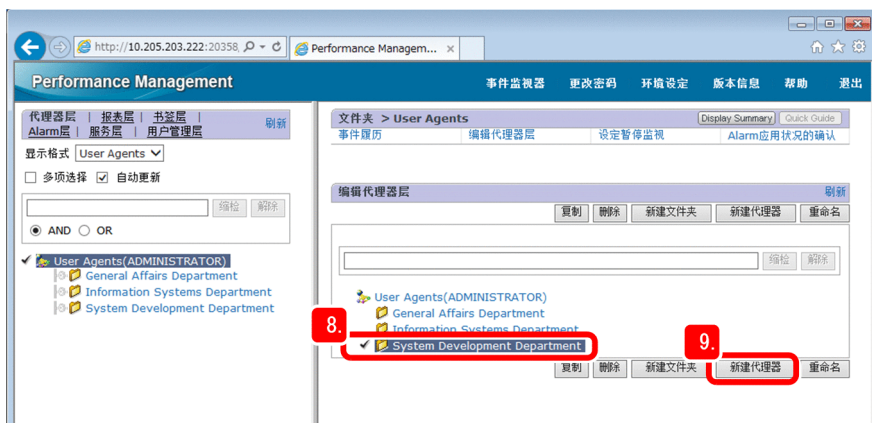 http://10.205.203.222:20358,
Performance Managem...
Performance Management
事件监视器 更改密码 环境设定 版本信息 帮助 退出
代理器层 | 报表层 | 书签层 |
Alarm层 | 服务层 | 用户管理层
刷新
显示格式 User Agents
多项选择 自动更新
缩检 解除
AND OR
User Agents(ADMINISTRATOR)
General Affairs Department
Information Systems Department
System Development Department
文件夹 > User Agents
Display Summary Quick Guide
事件履历 编辑代理器层 设定暂停监视 Alarm应用状况的确认
编辑代理器层 刷新
复制 删除 新建文件夹 新建代理器 重命名
缩检 解除
User Agents(ADMINISTRATOR)
General Affairs Department
Information Systems Department
8.
System Development Department
9.
复制 删除 新建文件夹 新建代理器 重命名